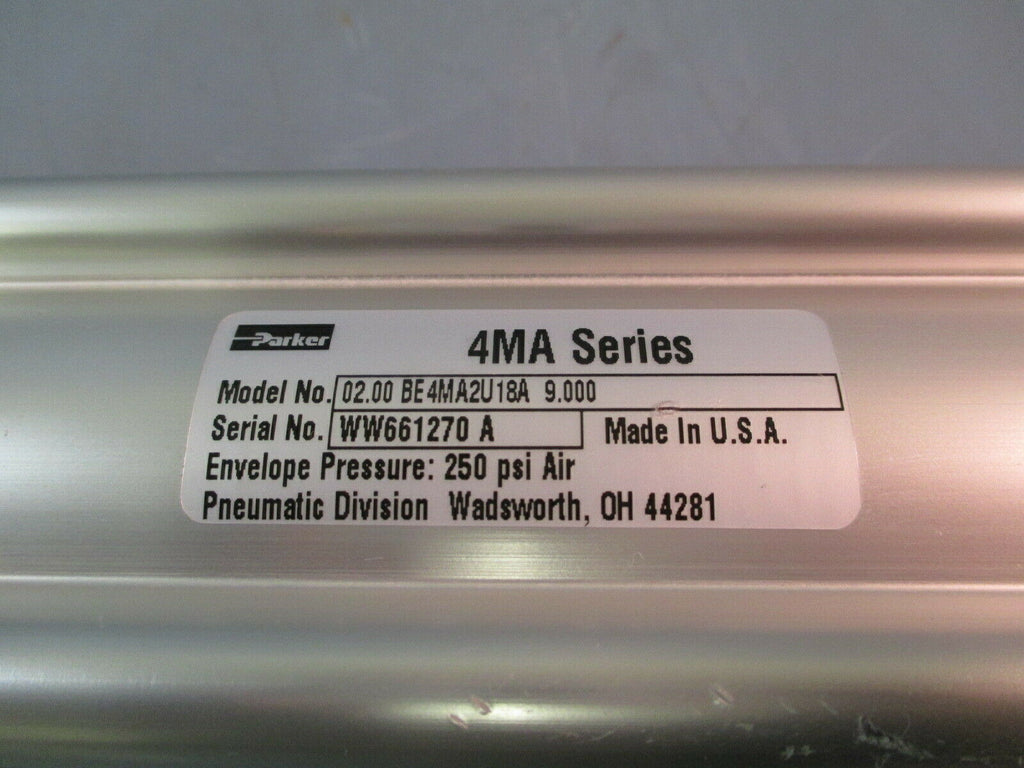 Parker
4MA Series
Model No. 02.00 BE4MA2U18A 9.000
Serial No. WW661270 A Made In U.S.A.
Envelope Pressure: 250 psi Air
Pneumatic Division Wadsworth, OH 44281